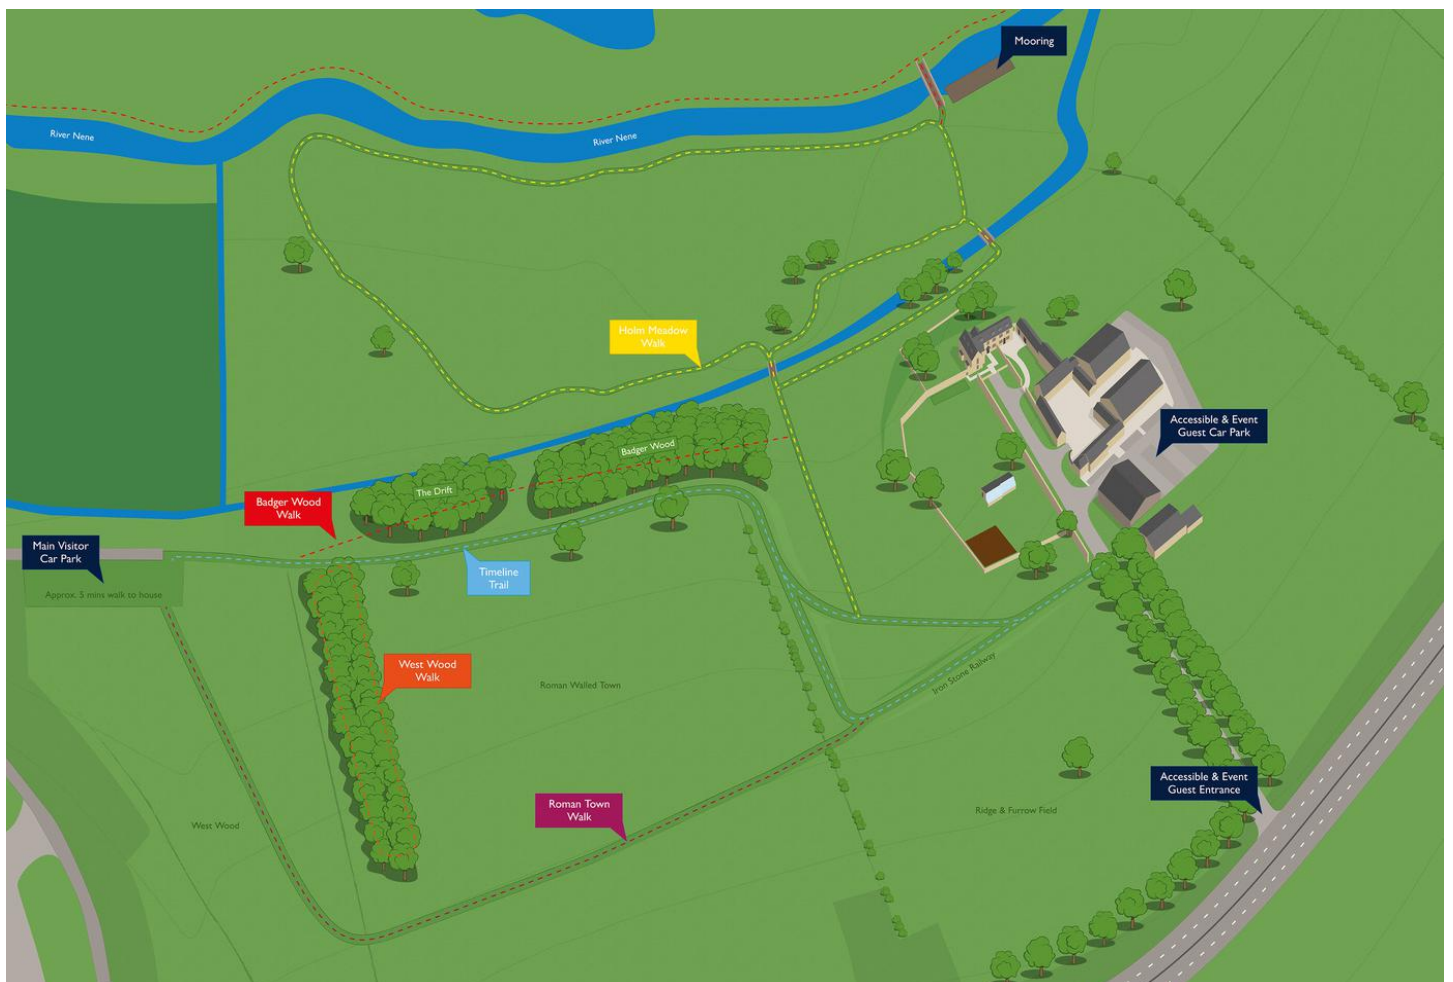 Mooring
River Nene
River Nene
Holm Meadow
Walk
Accessible & Event
Guest Car Park
Badger Wood
The Drift
Badger Wood
Walk
Main Visitor
Car Park
Approx. 5 mins walk to house
Timeline
Trail
West Wood
Walk
Roman Walled Town
Iron Stone Railway
Accessible & Event
Guest Entrance
Roman Town
Walk
Ridge & Furrow Field
West Wood